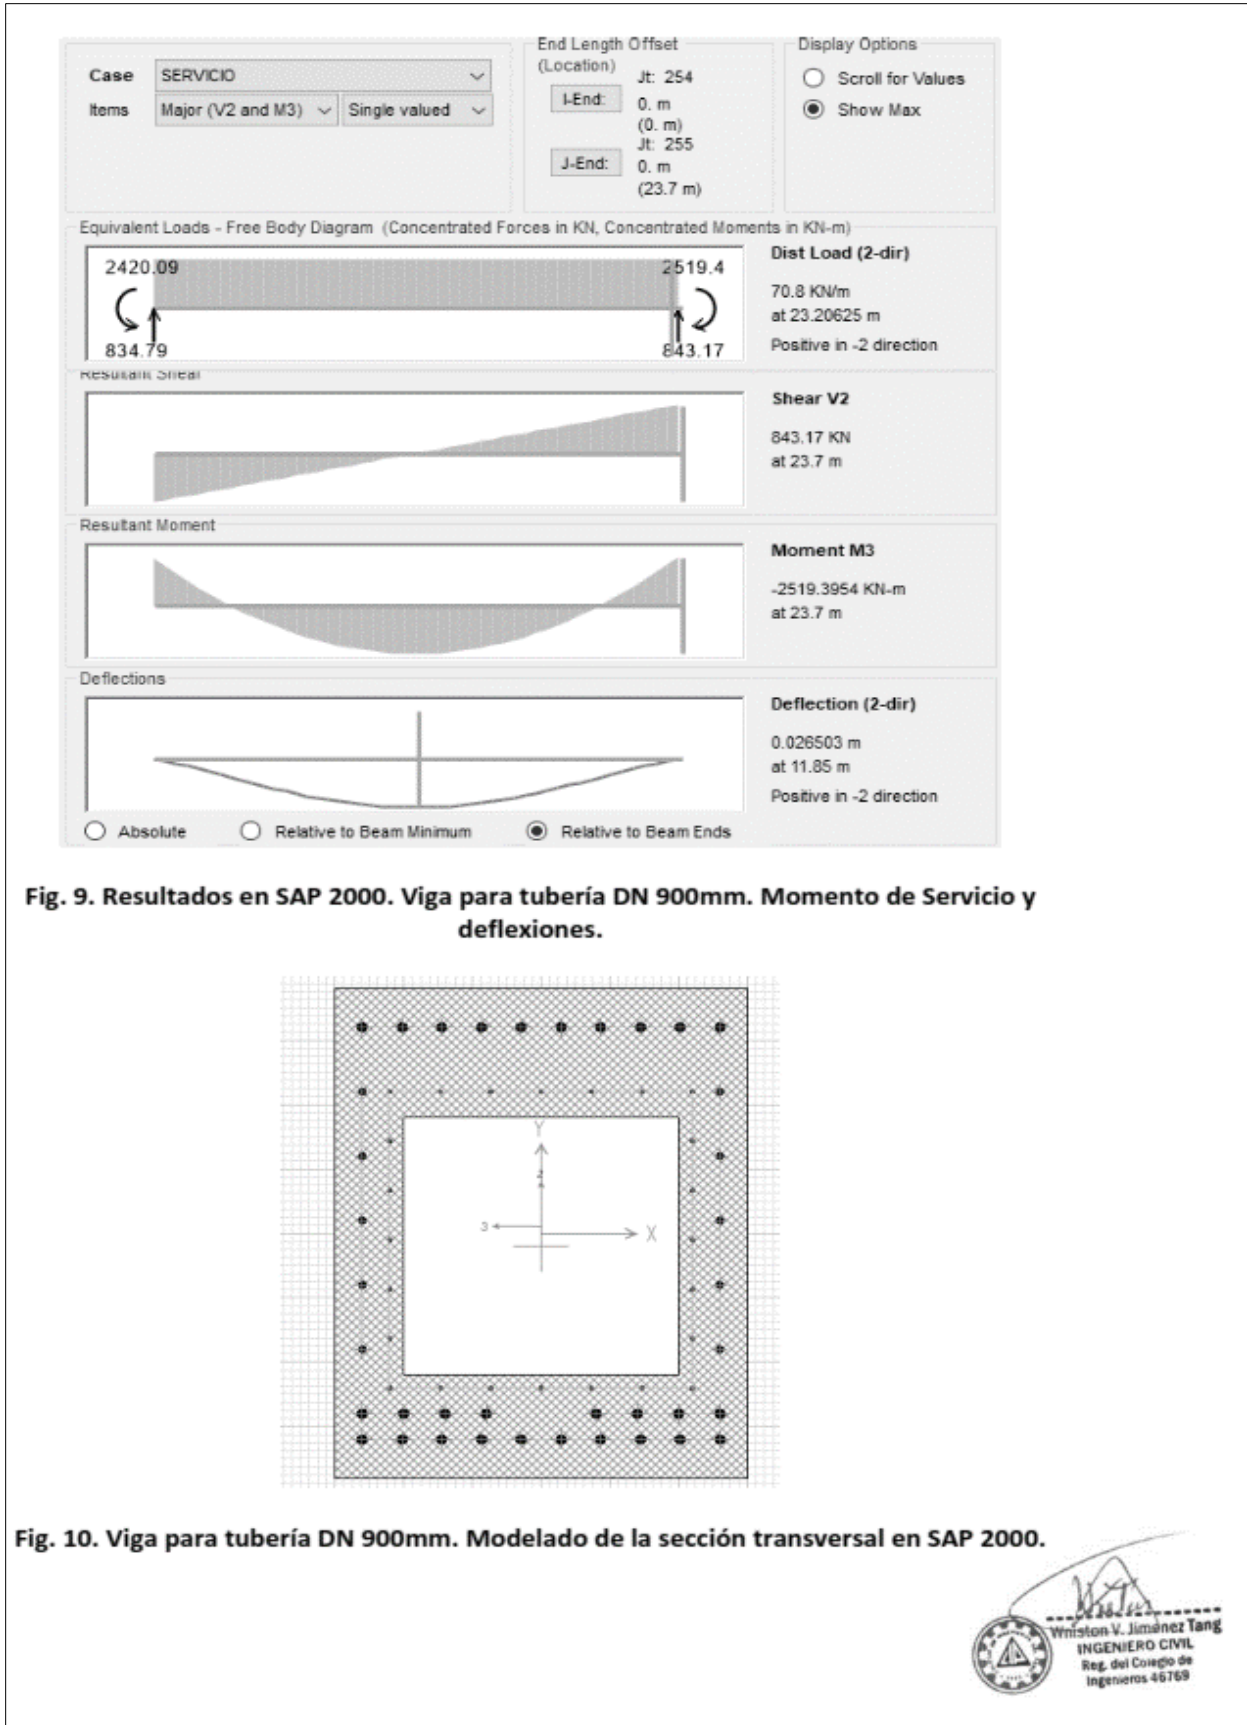 End Length Offset
(Location)
Display Options
Case
SERVICIO
Jt: 254
Scroll for Values
Items
Major (V2 and M3)
Single valued
I-End:
0. m
(0. m)
Show Max
Jt: 255
J-End:
0. m
(23.7 m)
Equivalent Loads - Free Body Diagram (Concentrated Forces in KN, Concentrated Moments in KN-m)
2420.09
2519.4
834.79
843.17
Dist Load (2-dir)
70.8 KN/m
at 23.20625 m
Positive in -2 direction
Resultant Shear
Shear V2
843.17 KN
at 23.7 m
Resultant Moment
Moment M3
-2519.3954 KN-m
at 23.7 m
Deflections
Deflection (2-dir)
0.026503 m
at 11.85 m
Positive in -2 direction
Absolute
Relative to Beam Minimum
Relative to Beam Ends
Fig. 9. Resultados en SAP 2000. Viga para tubería DN 900mm. Momento de Servicio y
deflexiones.
Y
2
3
X
Fig. 10. Viga para tubería DN 900mm. Modelado de la sección transversal en SAP 2000.
Wniston V. Jiménez Tang
INGENIERO CIVIL
Reg. del Colegio de
Ingenieros 46769